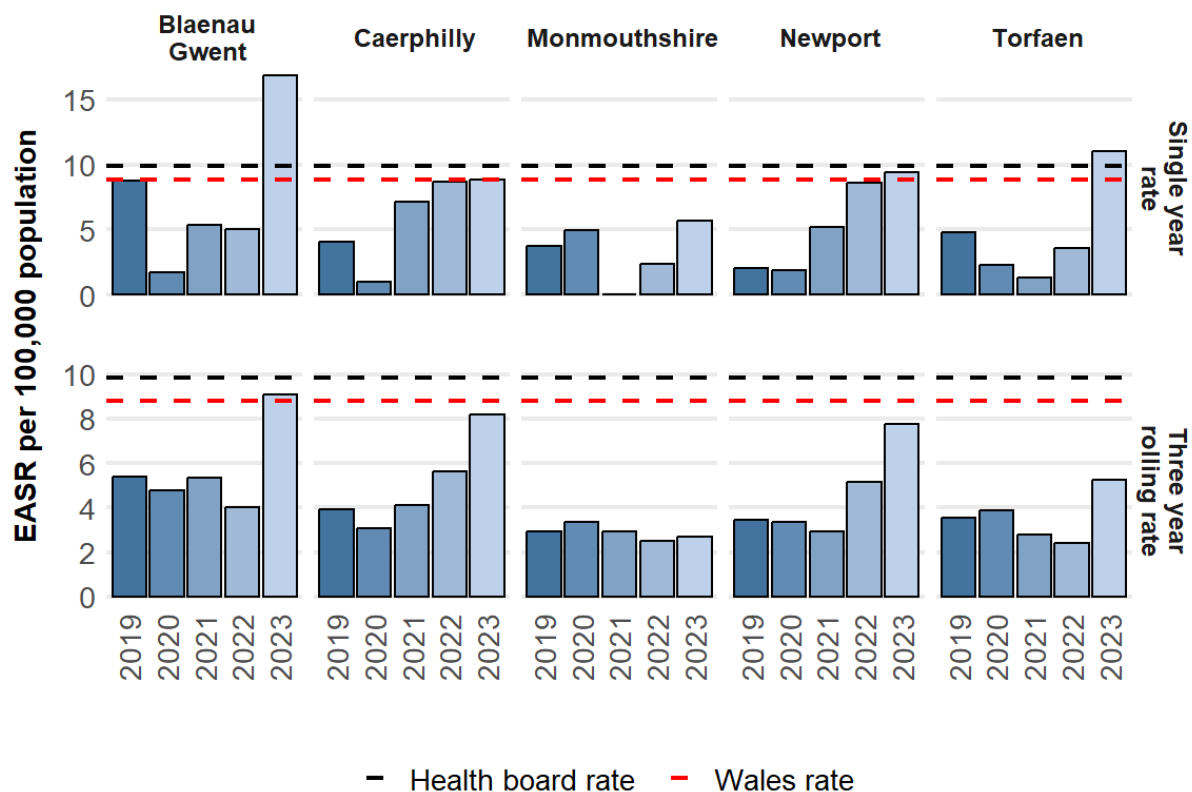 Blaenau
Gwent
Caerphilly
Monmouthshire
Newport
Torfaen
EASR per 100,000 population
15
10
5
0
Single year
rate
10
8
6
4
2
0
Three year
rolling rate
2019 2020 2021 2022 2023
2019 2020 2021 2022 2023
2019 2020 2021 2022 2023
2019 2020 2021 2022 2023
2019 2020 2021 2022 2023
Health board rate
Wales rate